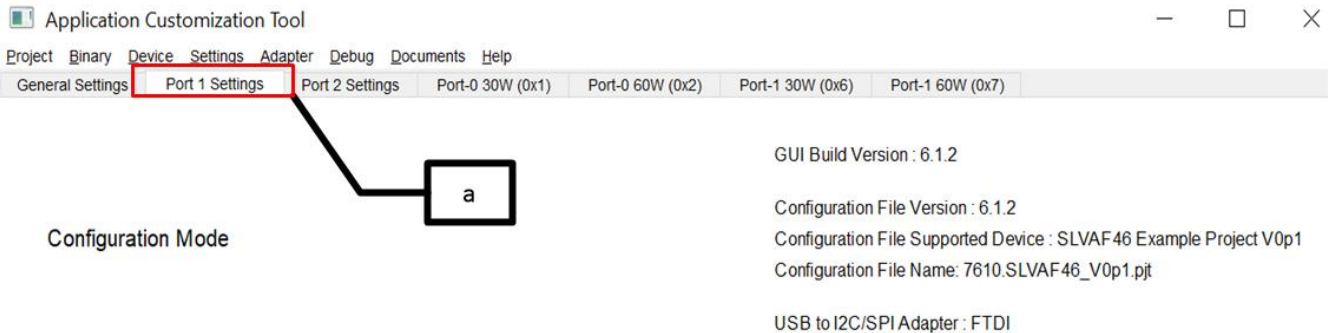 Application Customization Tool
Project Binary Device Settings Adapter Debug Documents Help
General Settings Port 1 Settings Port 2 Settings Port-0 30W (0x1) Port-0 60W (0x2) Port-1 30W (0x6) Port-1 60W (0x7)
GUI Build Version : 6.1.2
a
Configuration File Version : 6.1.2
Configuration Mode
Configuration File Supported Device : SLVAF46 Example Project V0p1
Configuration File Name: 7610.SLVAF46_V0p1.pjt
USB to I2C/SPI Adapter : FTDI